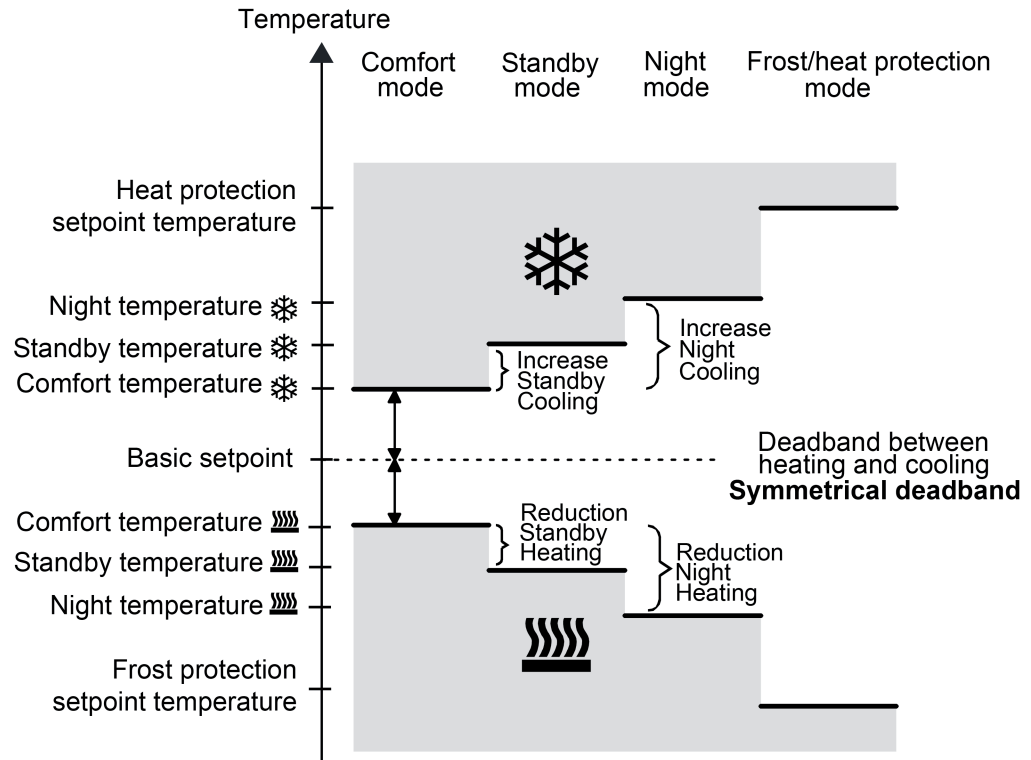 Temperature
Comfort
mode
Standby
mode
Night
mode
Frost/heat protection
mode
Heat protection
setpoint temperature
Night temperature
Standby temperature
Comfort temperature
Increase
Standby
Cooling
Increase
Night
Cooling
Basic setpoint
Deadband between
heating and cooling
Symmetrical deadband
Comfort temperature
Standby temperature
Night temperature
Reduction
Standby
Heating
Reduction
Night
Heating
Frost protection
setpoint temperature